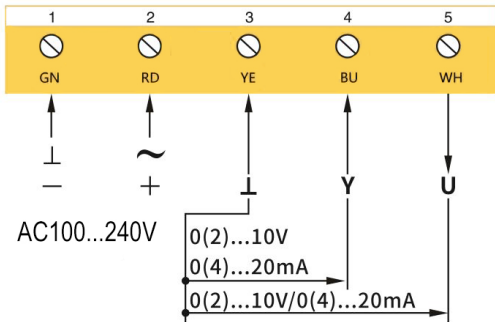 1 2 3 4 5
GN RD YE BU WH
⊥ ~ ⊥ Y U
− +
AC100...240V
0(2)...10V
0(4)...20mA
0(2)...10V/0(4)...20mA